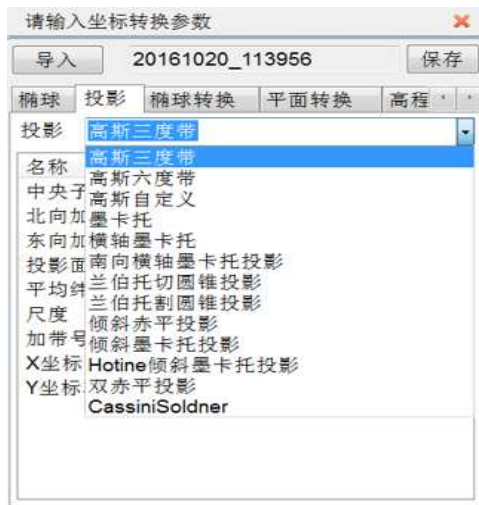 请输入坐标转换参数
导入 20161020_113956 保存
椭球 投影 椭球转换 平面转换 高程
投影 高斯三度带
高斯三度带
高斯六度带
高斯自定义
墨卡托
横轴墨卡托
南向横轴墨卡托投影
兰伯托切圆锥投影
兰伯托割圆锥投影
倾斜赤平投影
倾斜墨卡托投影
Hotine倾斜墨卡托投影
双赤平投影
CassiniSoldner
名称
中央子
北向加
东向加
投影面
平均纬
尺度
加带号
X坐标
Y坐标